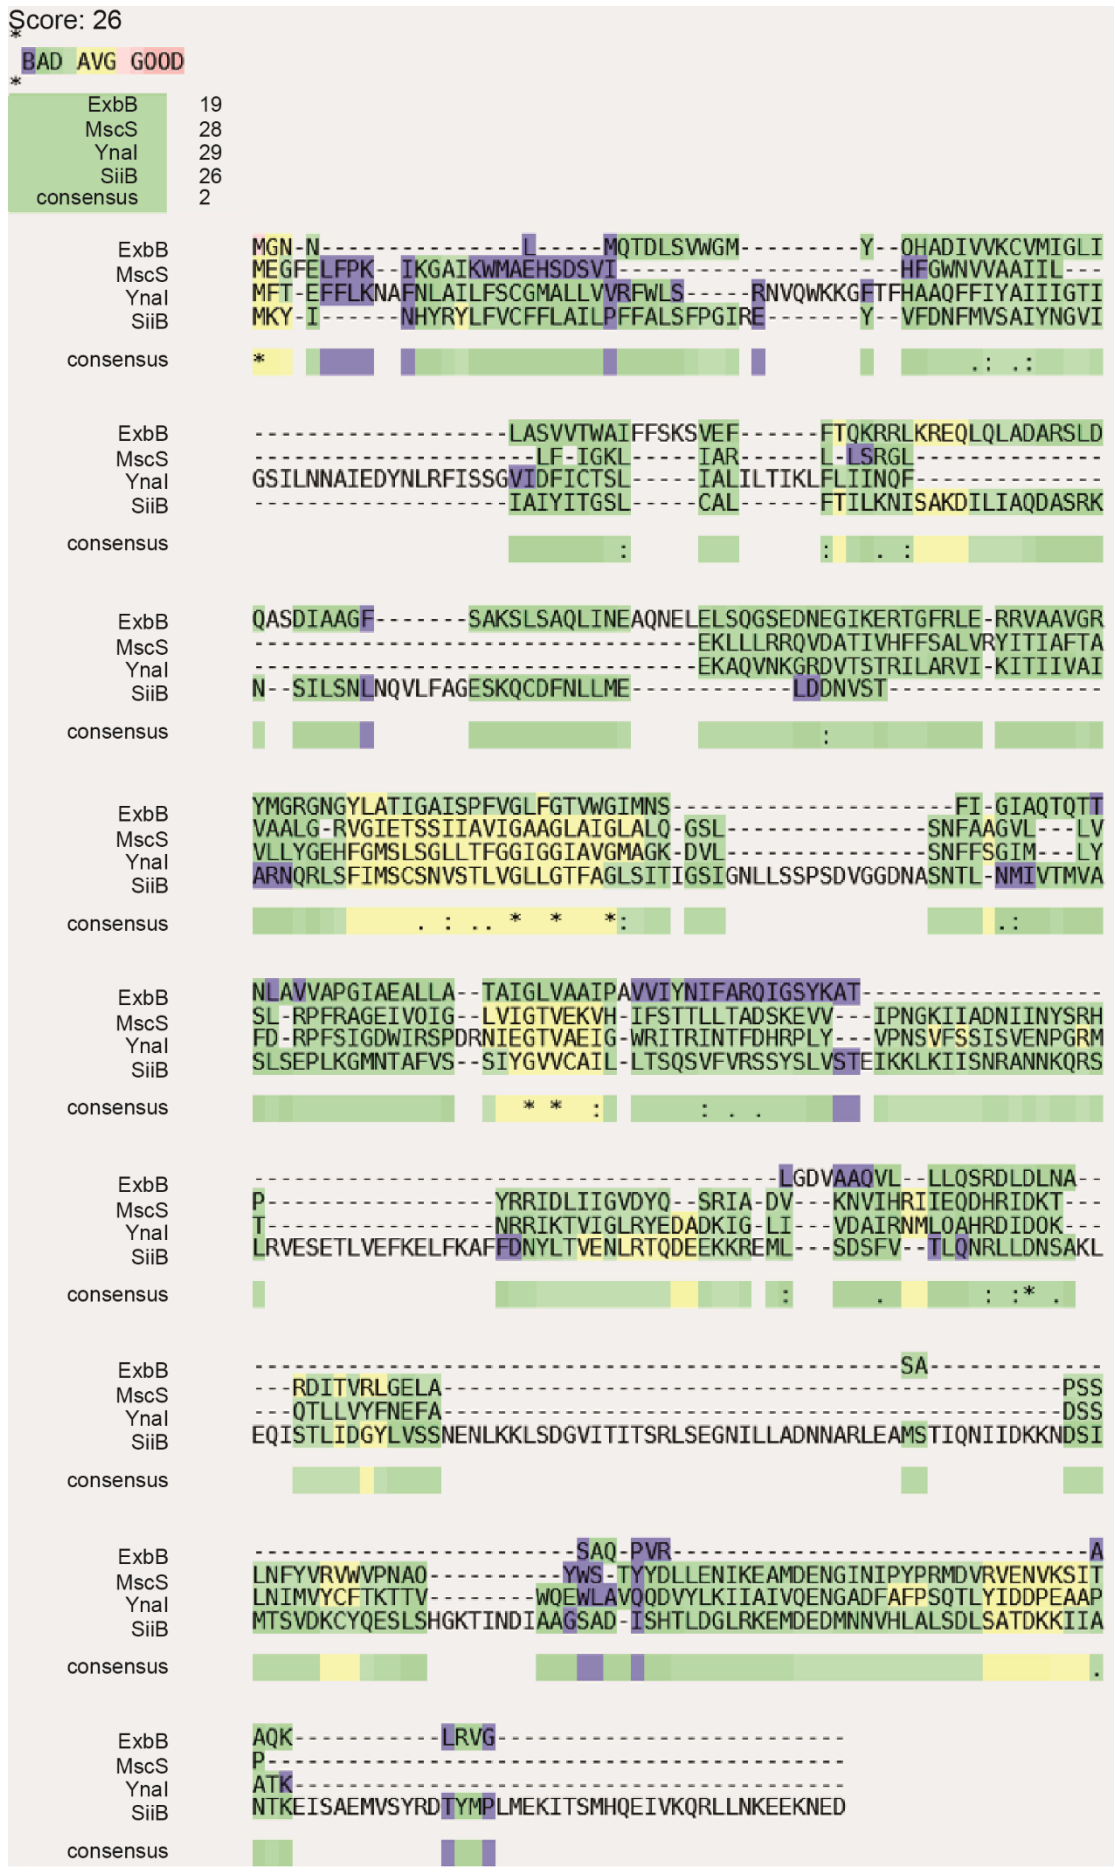 Score: 26
*
BAD AVG GOOD
*
ExbB 19
MscS 28
YnaI 29
SiiB 26
consensus 2
ExbB MGN-N---------------L-----MQTDLSVWGM---------Y--QHADIVVKCVMIGLI
MscS MEGFELFPK--IKGAIKWMAEHSDSVI---------------------HFGWNVVAAIIL---
YnaI MFT-EFFLKNAFNLAILFSCGMALLVVRFWLS-----RNVQWKKGFTFHAAQFFIYAIIIGTI
SiiB MKY-I------NHYRYLFVCFFLAILPFFALSFPGIRE-------Y--VFDNFMVSAIYNGVI
consensus * .: .:
ExbB -------------------LASVVTWAIFFSKSVEF------FTQKRRLKREQLQLADARSLD
MscS ---------------------LF-IGKL-----IAR------L-LSRGL--------------
YnaI GSILNNAIEDYNLRFISSGVIDFICTSL-----IALILTIKLFLIINQF--------------
SiiB -------------------IAIYITGSL-----CAL------FTILKNISAKDILIAQDASRK
consensus : : . :
ExbB QASDIAAGF-------SAKSLSAQLINEAQNELELSQGSEDNEGIKERTGFRLE-RRVAAVGR
MscS ---------------------------------EKLLLRRQVDATIVHFFSALVRYITIAFTA
YnaI ---------------------------------EKAQVNKGRDVTSTRILARVI-KITIIVAI
SiiB N--SILSNLNQVLFAGESKQCDFNLLME------------LDDNVST----------------
consensus :
ExbB YMGRGNGYLATIGAISPFVGLFGTVWGIMNS---------------------FI-GIAQTQTT
MscS VAALG-RVGIETSSIIAVIGAAGLAIGLALQ-GSL---------------SNFAAGVL---LV
YnaI VLLYGEHFGMSLSGLLTFGGIGGIAVGMAGK-DVL---------------SNFFSGIM---LY
SiiB ARNQRLSFIMSCSNVSTLVGLLGTFAGLSITIGSIGNLLSSPSDVGGDNASNTL-NMIVTMVA
consensus . : .. * * *: .:
ExbB NLAVVAPGIAEALLA--TAIGLVAAIPAVVIYNIFARQIGSYKAT------------------
MscS SL-RPFRAGEIVOIG--LVIGTVEKVH-IFSTTLLTADSKEVV---IPNGKIIADNIINYSRH
YnaI FD-RPFSIGDWIRSPDRNIEGTVAEIG-WRITRINTFDHRPLY---VPNSVFSSISVENPGRM
SiiB SLSEPLKGMNTAFVS--SIYGVVCAIL-LTSQSVFVRSSYSLVSTEIKKLKIISNRANNKQRS
consensus * * : : . .
ExbB ---------------------------------------LGDVAAQVL--LLQSRDLDLNA--
MscS P-----------------YRRIDLIIGVDYQ--SRIA-DV---KNVIHRIIEQDHRIDKT---
YnaI T-----------------NRRIKTVIGLRYEDADKIG-LI---VDAIRNMLQAHRDIDQK---
SiiB LRVESETLVEFKELFKAFFDNYLTVENLRTQDEEKKREML---SDSFV--TLQNRLLDNSAKL
consensus : . : :* .
ExbB ------------------------------------------------SA-------------
MscS ---RDITVRLGELA----------------------------------------------PSS
YnaI ---QTLLVYFNEFA----------------------------------------------DSS
SiiB EQISTLIDGYLVSSNENLKKLSDGVITITSRLSEGNILLADNNARLEAMSTIQNIIDKKNDSI
consensus
ExbB ------------------------SAQ-PVR-------------------------------A
MscS LNFYVRVWVPNAQ----------YWS-TYYDLLENIKEAMDENGINIPYPRMDVRVENVKSIT
YnaI LNIMVYCFTKTTV--------WQEWLAVQQDVYLKIIAIVQENGADFAFPSQTLYIDDPEAAP
SiiB MTSVDKCYQESLSHGKTINDIAAGSAD-ISHTLDGLRKEMDEDMNNVHLALSDLSATDKKIIA
consensus .
ExbB AQK-----------LRVG--------------------------
MscS P-------------------------------------------
YnaI ATK-----------------------------------------
SiiB NTKEISAEMVSYRDTYMPLMEKITSMHQEIVKQRLLNKEEKNED
consensus